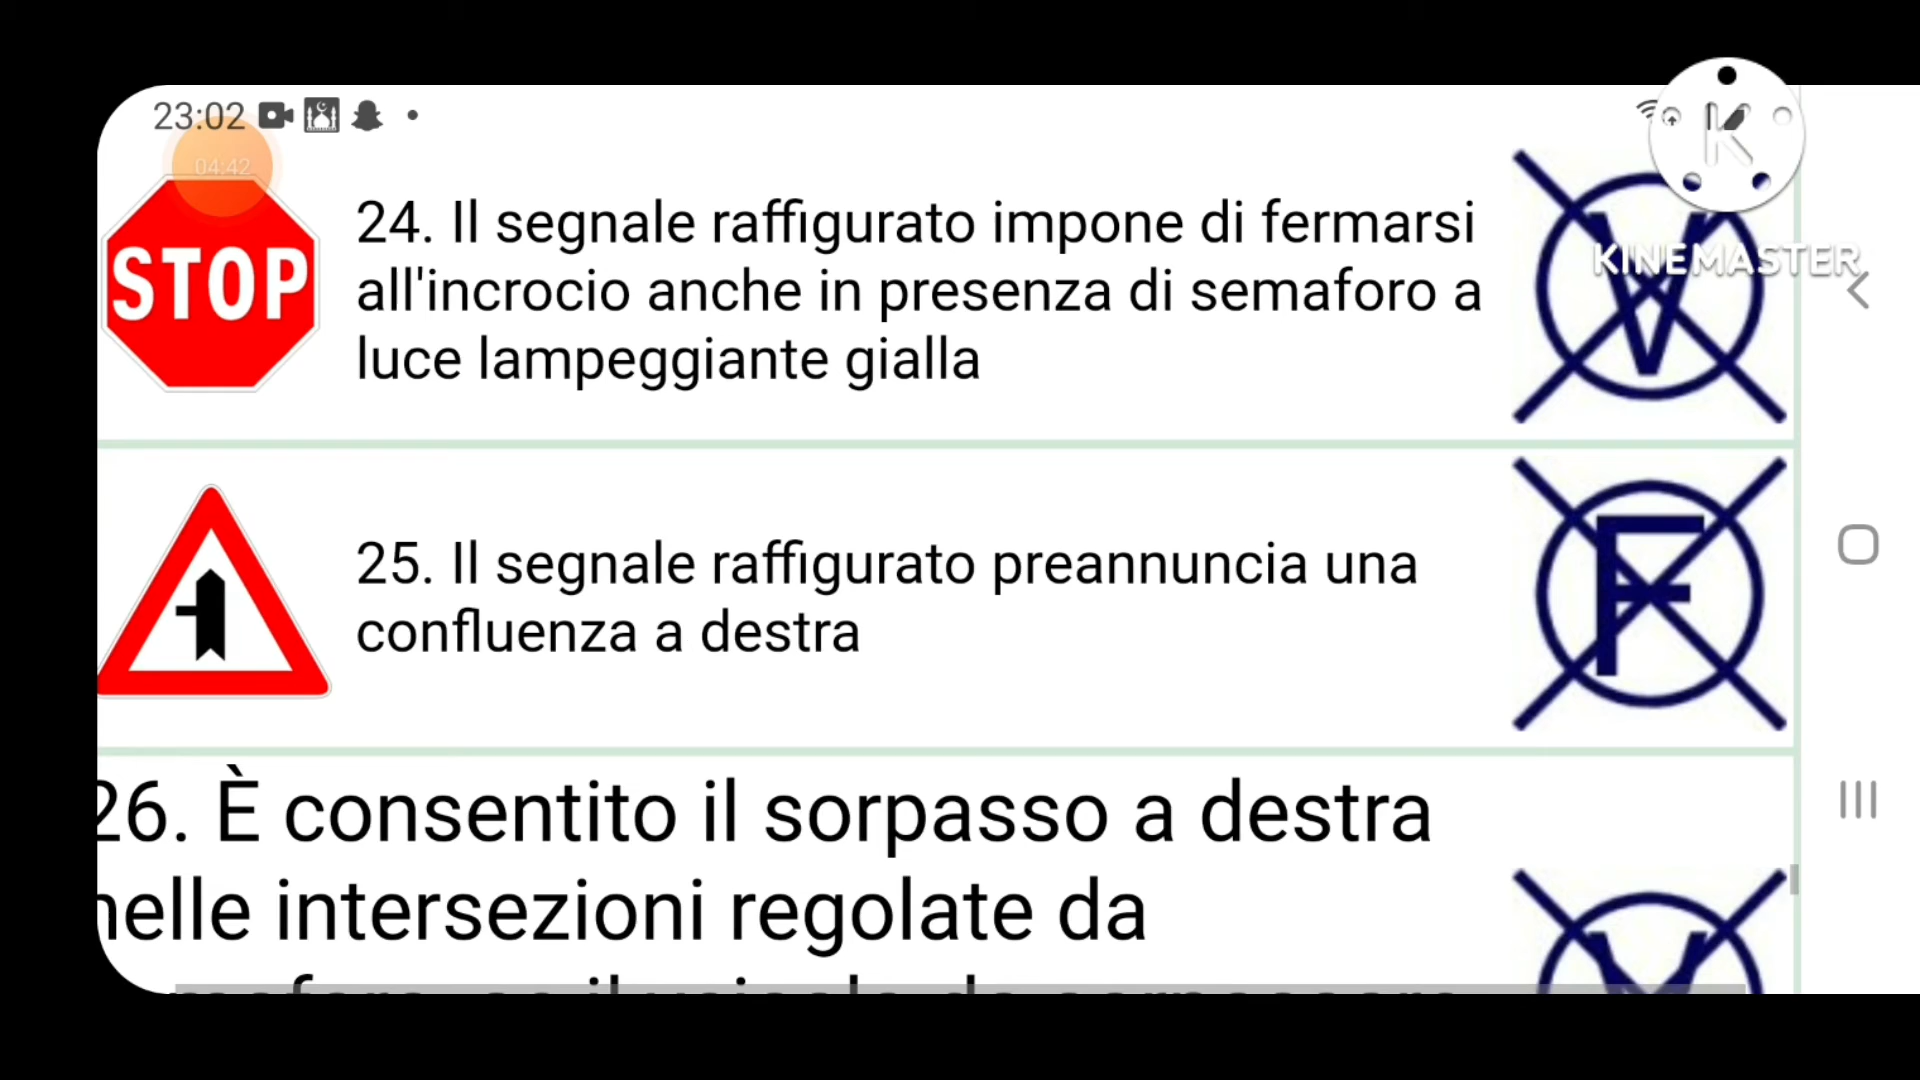 23:02
04:42
K
KINEMASTER
STOP
24. Il segnale raffigurato impone di fermarsi
all'incrocio anche in presenza di semaforo a
luce lampeggiante gialla
V
25. Il segnale raffigurato preannuncia una
confluenza a destra
F
26. È consentito il sorpasso a destra
nelle intersezioni regolate da
V